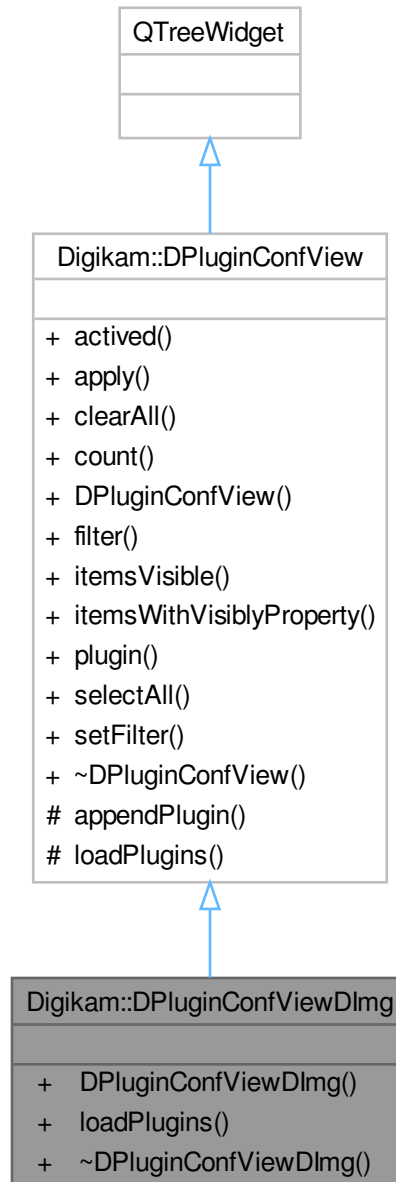 QTreeWidget
Digikam::DPluginConfView
+ actived()
+ apply()
+ clearAll()
+ count()
+ DPluginConfView()
+ filter()
+ itemsVisible()
+ itemsWithVisiblyProperty()
+ plugin()
+ selectAll()
+ setFilter()
+ ~DPluginConfView()
# appendPlugin()
# loadPlugins()
Digikam::DPluginConfViewDImg
+ DPluginConfViewDImg()
+ loadPlugins()
+ ~DPluginConfViewDImg()